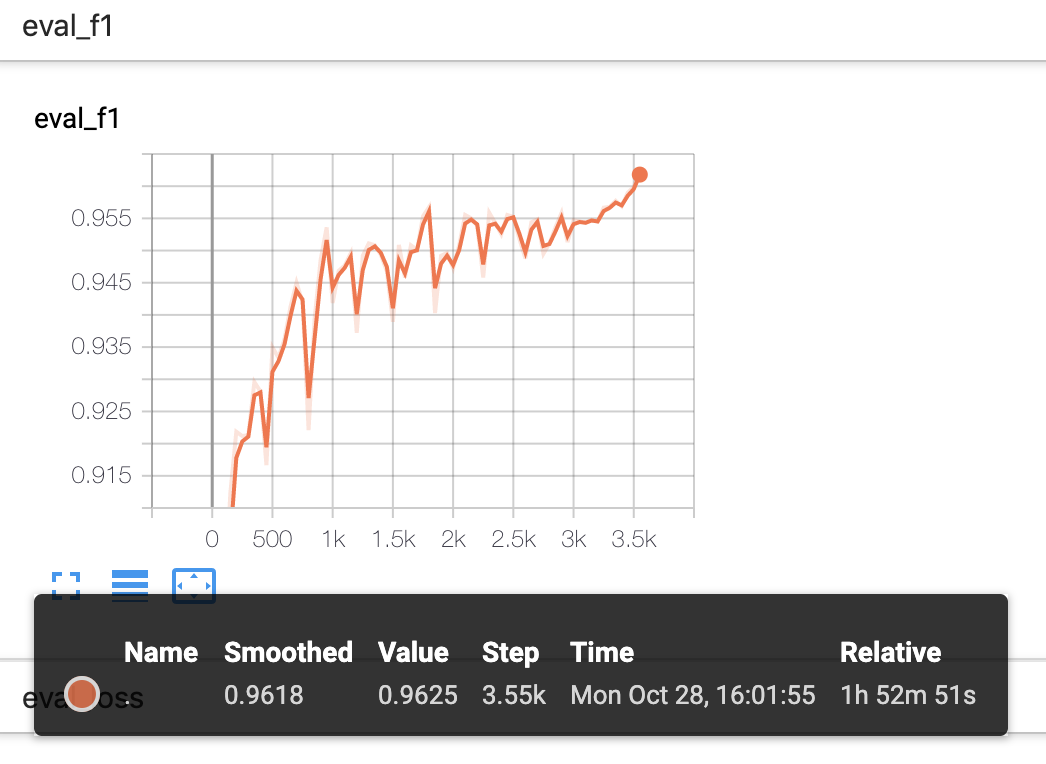 eval_f1
eval_f1
0.955
0.945
0.935
0.925
0.915
0 500 1k 1.5k 2k 2.5k 3k 3.5k
Name Smoothed Value Step Time Relative
. 0.9618 0.9625 3.55k Mon Oct 28, 16:01:55 1h 52m 51s